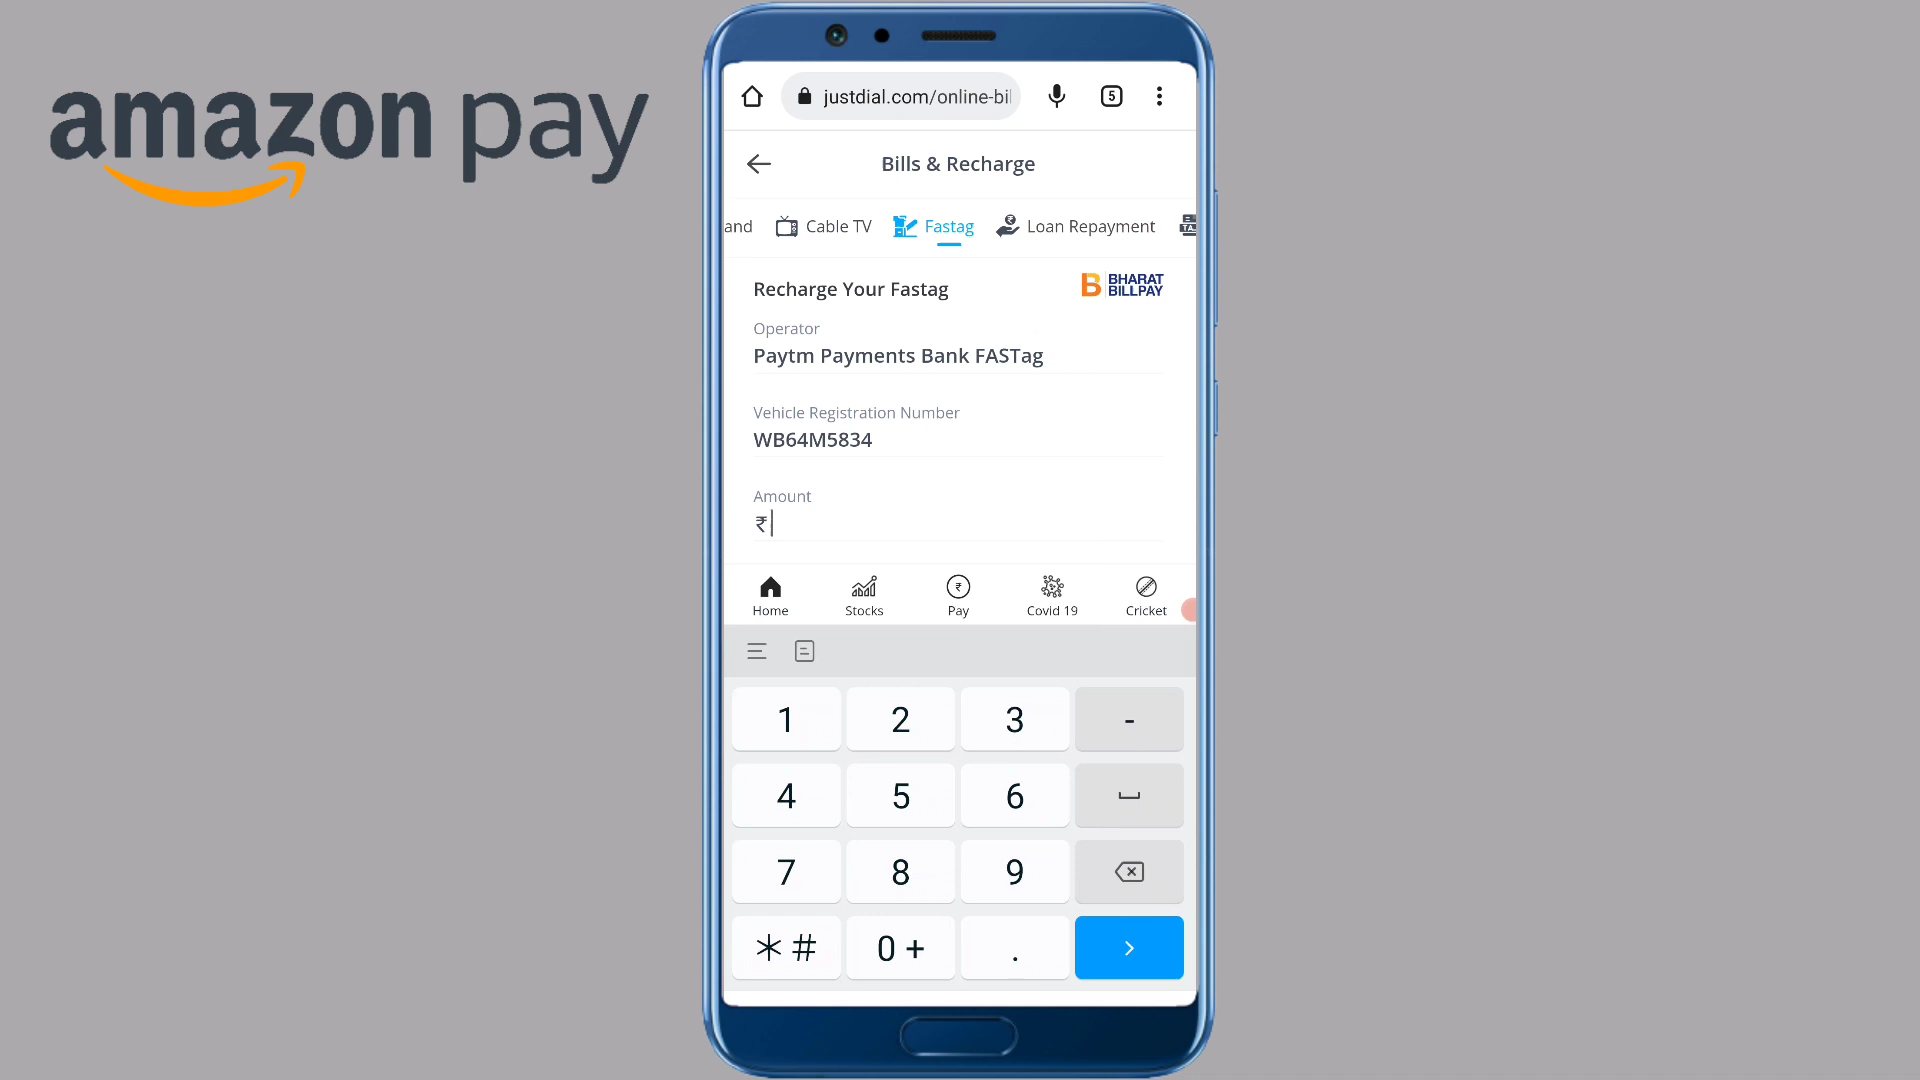 amazon pay
justdial.com/online-bil
5
Bills & Recharge
and Cable TV Fastag Loan Repayment
Recharge Your Fastag
B BHARAT BILLPAY
Operator
Paytm Payments Bank FASTag
Vehicle Registration Number
WB64M5834
Amount
₹
Home Stocks Pay Covid 19 Cricket
1 2 3 -
4 5 6
7 8 9
* # 0 + .